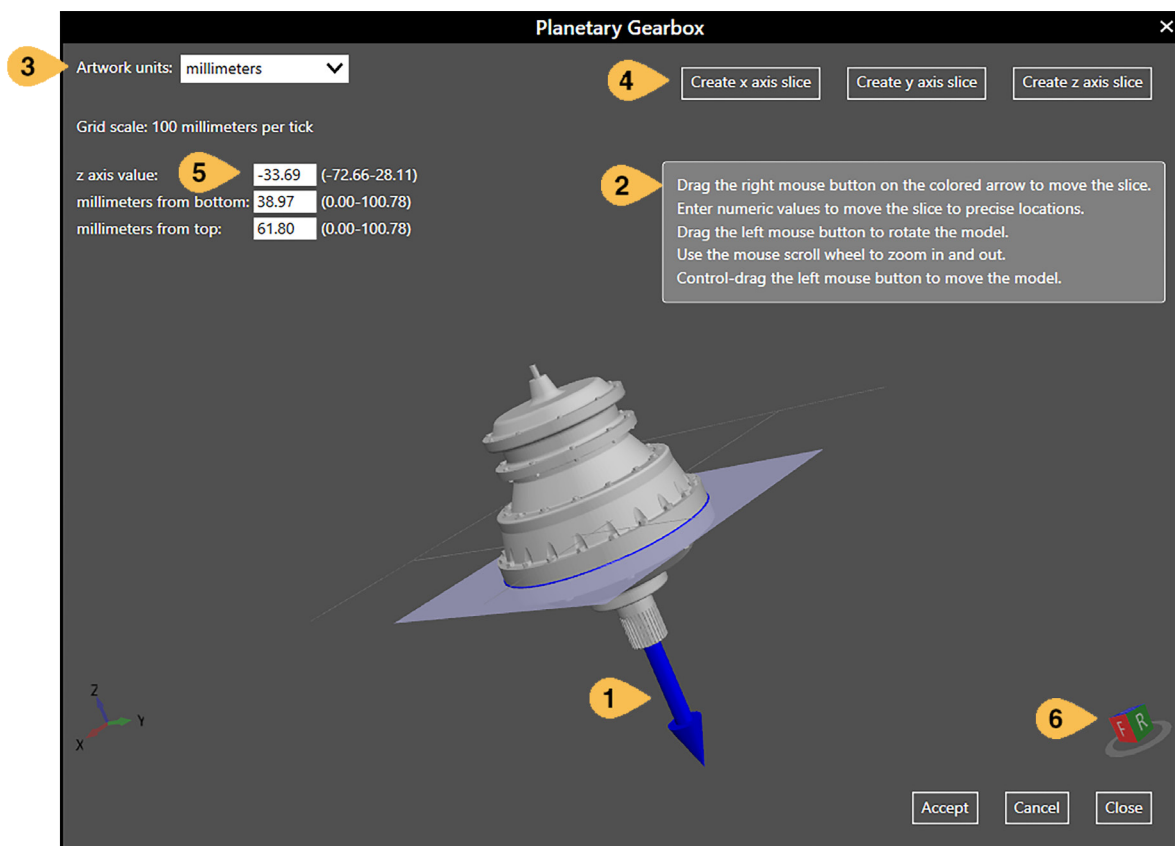 Planetary Gearbox
3
Artwork units: millimeters
4
Create x axis slice
Create y axis slice
Create z axis slice
Grid scale: 100 millimeters per tick
z axis value: 5 -33.69 (-72.66-28.11)
millimeters from bottom: 38.97 (0.00-100.78)
millimeters from top: 61.80 (0.00-100.78)
2
Drag the right mouse button on the colored arrow to move the slice.
Enter numeric values to move the slice to precise locations.
Drag the left mouse button to rotate the model.
Use the mouse scroll wheel to zoom in and out.
Control-drag the left mouse button to move the model.
1
Z
Y
X
6
F
R
Accept
Cancel
Close